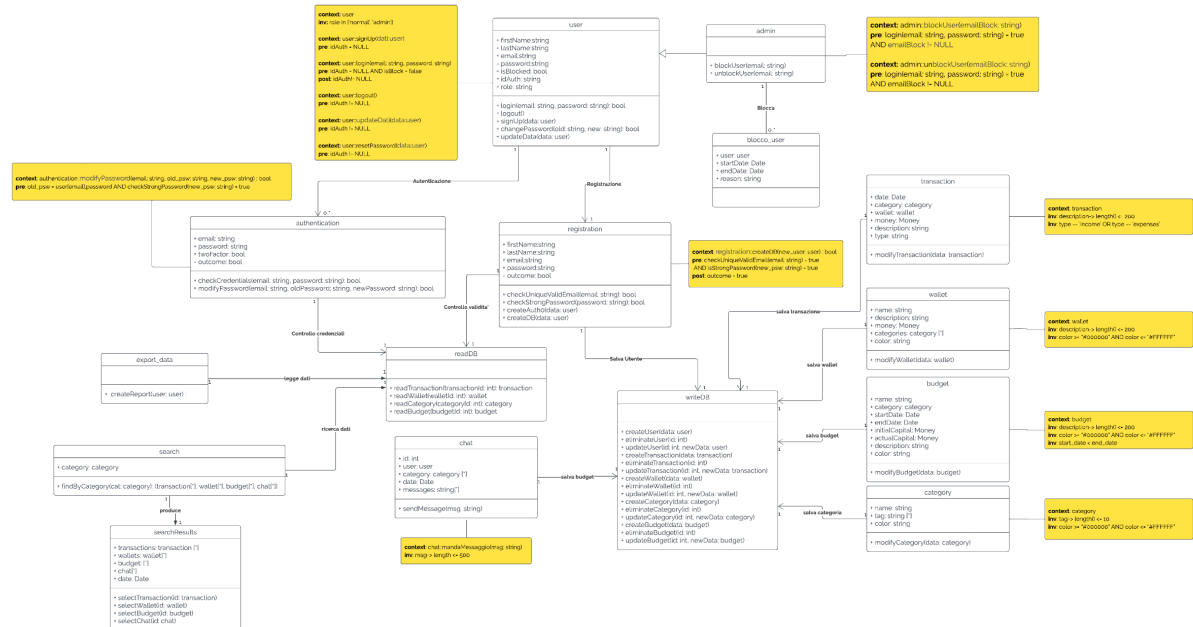 context: user
inv: role in ['normal', 'admin']
context: user::signUp(dati:user)
pre: idAuth = NULL
context: user::login(email: string, password: string)
pre: idAuth = NULL AND isBlock = false
post: idAuth!= NULL
context: user::logout()
pre: idAuth != NULL
context: user::updateDati(data:user)
pre: idAuth != NULL
context: user::resetPassword(data:user)
pre: idAuth != NULL
user
+ firstName:string
+ lastName:string
+ email:string
- password:string
+ isBlocked: bool
+ idAuth: string
+ role: string
+ login(email: string, password: string): bool
+ logout()
+ signUp(data: user)
+ changePassword(old: string, new: string): bool
+ updateData(data: user)
admin
+ blockUser(email: string)
+ unblockUser(email: string)
context: admin::blockUser(emailBlock: string)
pre: login(email: string, password: string) = true
AND emailBlock != NULL
context: admin::unblockUser(emailBlock: string)
pre: login(email: string, password: string) = true
AND emailBlock != NULL
Blocca
blocco_user
+ user: user
+ startDate: Date
+ endDate: Date
+ reason: string
context: authentication::modifyPassword(email: string, old_psw: string, new_psw: string) : bool
pre: old_psw = user(email).password AND checkStrongPassword(new_psw: string) = true
Autenticazione
Registrazione
1
1
1
1
0..*
0..*
1
authentication
+ email: string
+ password: string
+ twoFactor: bool
- outcome: bool
+ checkCredentials(email: string, password: string): bool
+ modifyPassword(email: string, oldPassword: string, newPassword: string): bool
registration
+ firstName:string
+ lastName:string
+ email:string
+ password:string
- outcome: bool
+ checkUniqueValidEmail(email: string): bool
+ checkStrongPassword(password: string): bool
+ createAuth0(data: user)
+ createDB(data: user)
context: registration::createDB(new_user: user) : bool
pre: checkUniqueValidEmail(email: string) = true
AND isStrongPassword(new_psw: string) = true
post: outcome = true
transaction
+ date: Date
+ category: category
+ wallet: wallet
+ money: Money
+ description: string
+ type: string
+ modifyTransaction(data: transaction)
context: transaction
inv: description-> length() <= 200
inv: type == 'income' OR type == 'expenses'
Controllo credenziali
Controllo validita'
Salva Utente
salva transazione
salva wallet
wallet
+ name: string
+ description: string
+ money: Money
+ categories: category [*]
+ color: string
+ modifyWallet(data: wallet)
context: wallet
inv: description-> length() <= 200
inv: color >= "#000000" AND color <= "#FFFFFF"
export_data
+ createReport(user: user)
legge dati
readDB
+readTransaction(transactionId: int): transaction
+ readWallet(walletId: int): wallet
+ readCategory(categoryId: int): category
+ readBudget(budgetId: int): budget
ricerca dati
writeDB
+ createUser(data: user)
+ eliminateUser(id: int)
+ updateUser(id: int, newData: user)
+ createTransaction(data: transaction)
+ eliminateTransaction(id: int)
+ updateTransaction(id: int, newData: transaction)
+ createWallet(data: wallet)
+ eliminateWallet(id: int)
+ updateWallet(id: int, newData: wallet)
+ createCategory(data: category)
+ eliminateCategory(id: int)
+ updateCategory(id: int, newData: category)
+ createBudget(data: budget)
+ eliminateBudget(id: int)
+ updateBudget(id: int, newData: budget)
salva budget
budget
+ name: string
+ category: category
+ startDate: Date
+ endDate: Date
+ initialCapital: Money
+ actualCapital: Money
+ description: string
+ color: string
+ modifyBudget(data: budget)
context: budget
inv: description-> length() <= 200
inv: color >= "#000000" AND color <= "#FFFFFF"
inv: start_date < end_date
search
+ category: category
+ findByCategory(cat: category): (transaction[*], wallet[*], budget[*], chat[*])
chat
+ id: int
+ user: user
+ category: category [*]
+ date: Date
+ messages: string[*]
+ sendMessage(msg: string)
salva budget
salva categoria
category
+ name: string
+ tag: string [*]
+ color: string
+ modifyCategory(data: category)
context: category
inv: tag-> length() <= 10
inv: color >= "#000000" AND color <= "#FFFFFF"
produce
searchResults
+ transactions: transaction [*]
+ wallets: wallet[*]
+ budget: [*]
+ chat[*]
+ date: Date
+ selectTransaction(id: transaction)
+ selectWallet(id: wallet)
+ selectBudget(id: budget)
+ selectChat(id: chat)
context: chat::mandaMessaggio(msg: string)
inv: msg-> length <= 500